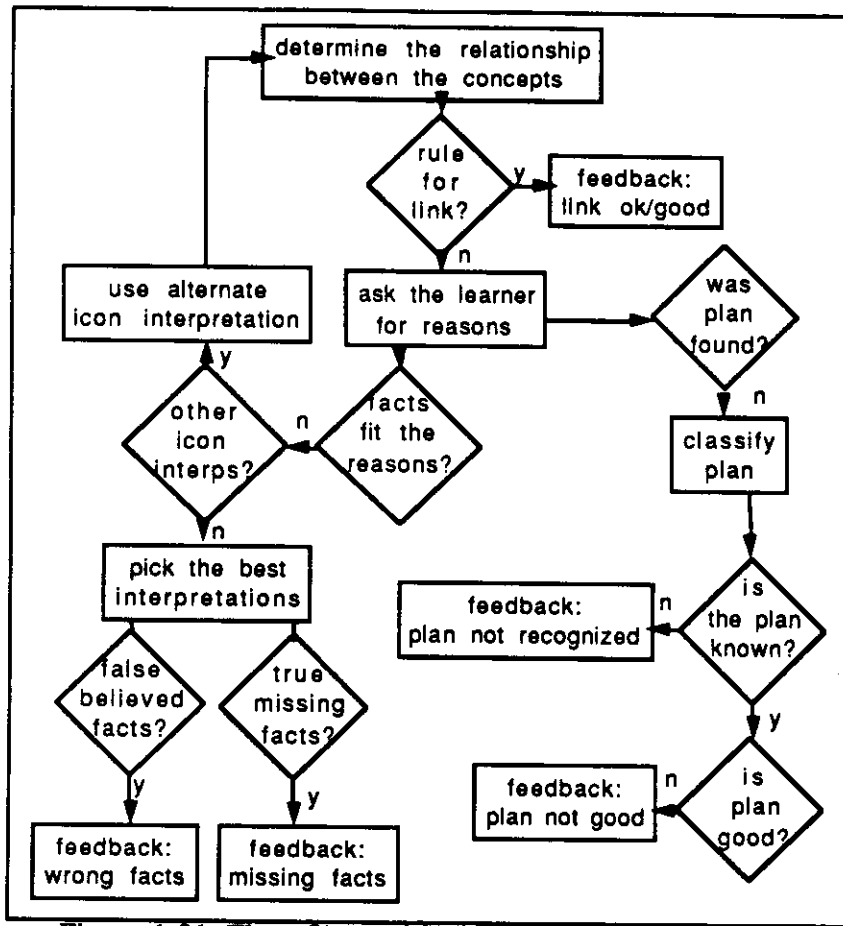 determine the relationship
between the concepts
rule
for
link?
y
feedback:
link ok/good
n
use alternate
icon interpretation
ask the learner
for reasons
was
plan
found?
y
n
other
icon
interps?
n
facts
fit the
reasons?
classify
plan
n
pick the best
interpretations
feedback:
plan not recognized
n
is
the plan
known?
false
believed
facts?
true
missing
facts?
y
y
y
feedback:
plan not good
n
is
plan
good?
feedback:
wrong facts
feedback:
missing facts